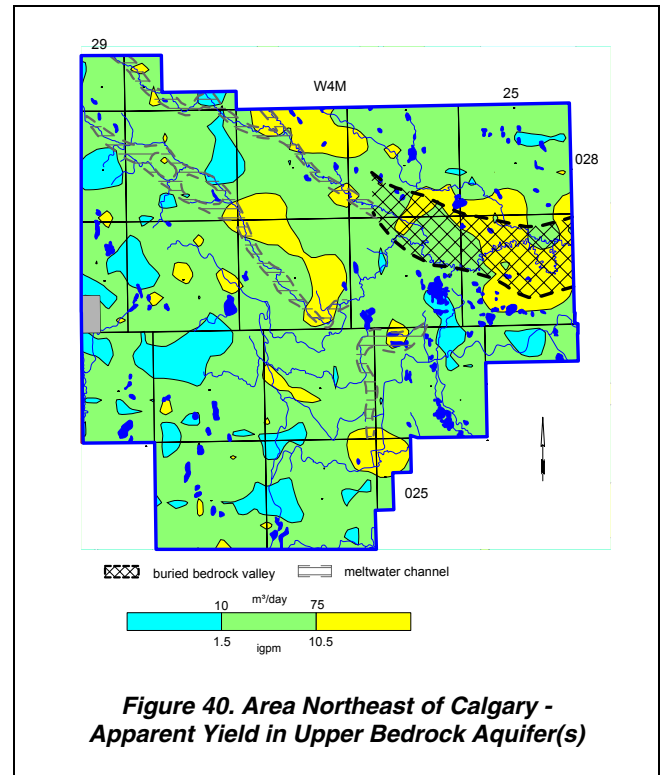 29
W4M
25
028
025
buried bedrock valley meltwater channel
10 m³/day 75
1.5 igpm 10.5
Figure 40. Area Northeast of Calgary -
Apparent Yield in Upper Bedrock Aquifer(s)